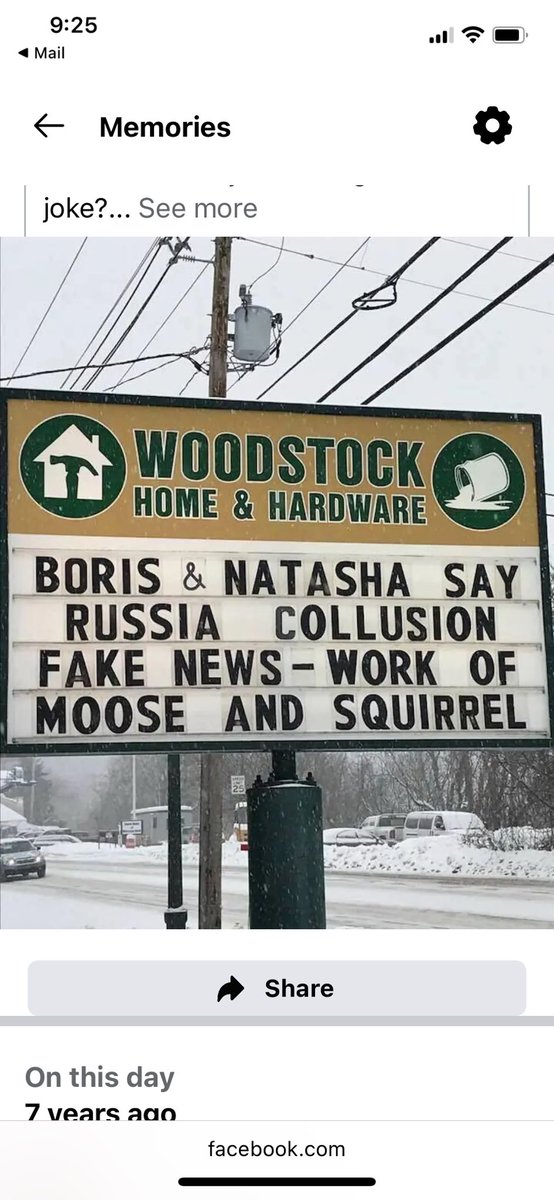 9:25
Mail
Memories
joke?... See more
WOODSTOCK
HOME & HARDWARE
BORIS & NATASHA SAY
RUSSIA COLLUSION
FAKE NEWS - WORK OF
MOOSE AND SQUIRREL
25
Share
On this day
7 years ago
facebook.com